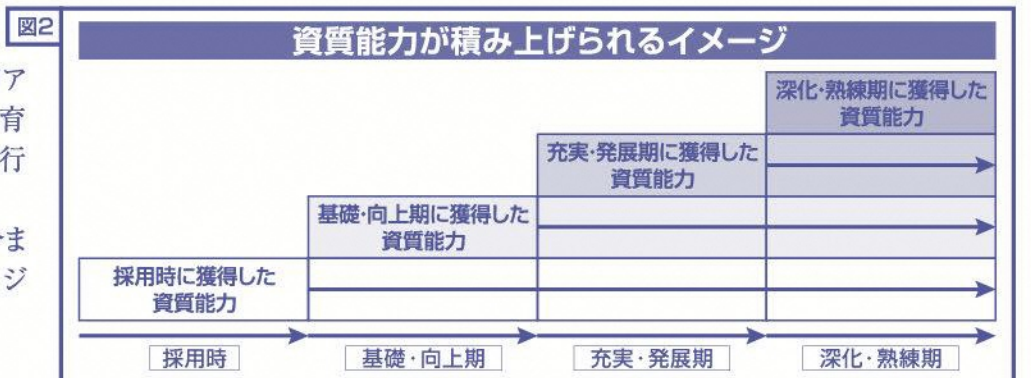 図2
資質能力が積み上げられるイメージ
ア
育
行
ま
ジ
深化・熟練期に獲得した
資質能力
充実・発展期に獲得した
資質能力
基礎・向上期に獲得した
資質能力
採用時に獲得した
資質能力
採用時
基礎・向上期
充実・発展期
深化・熟練期